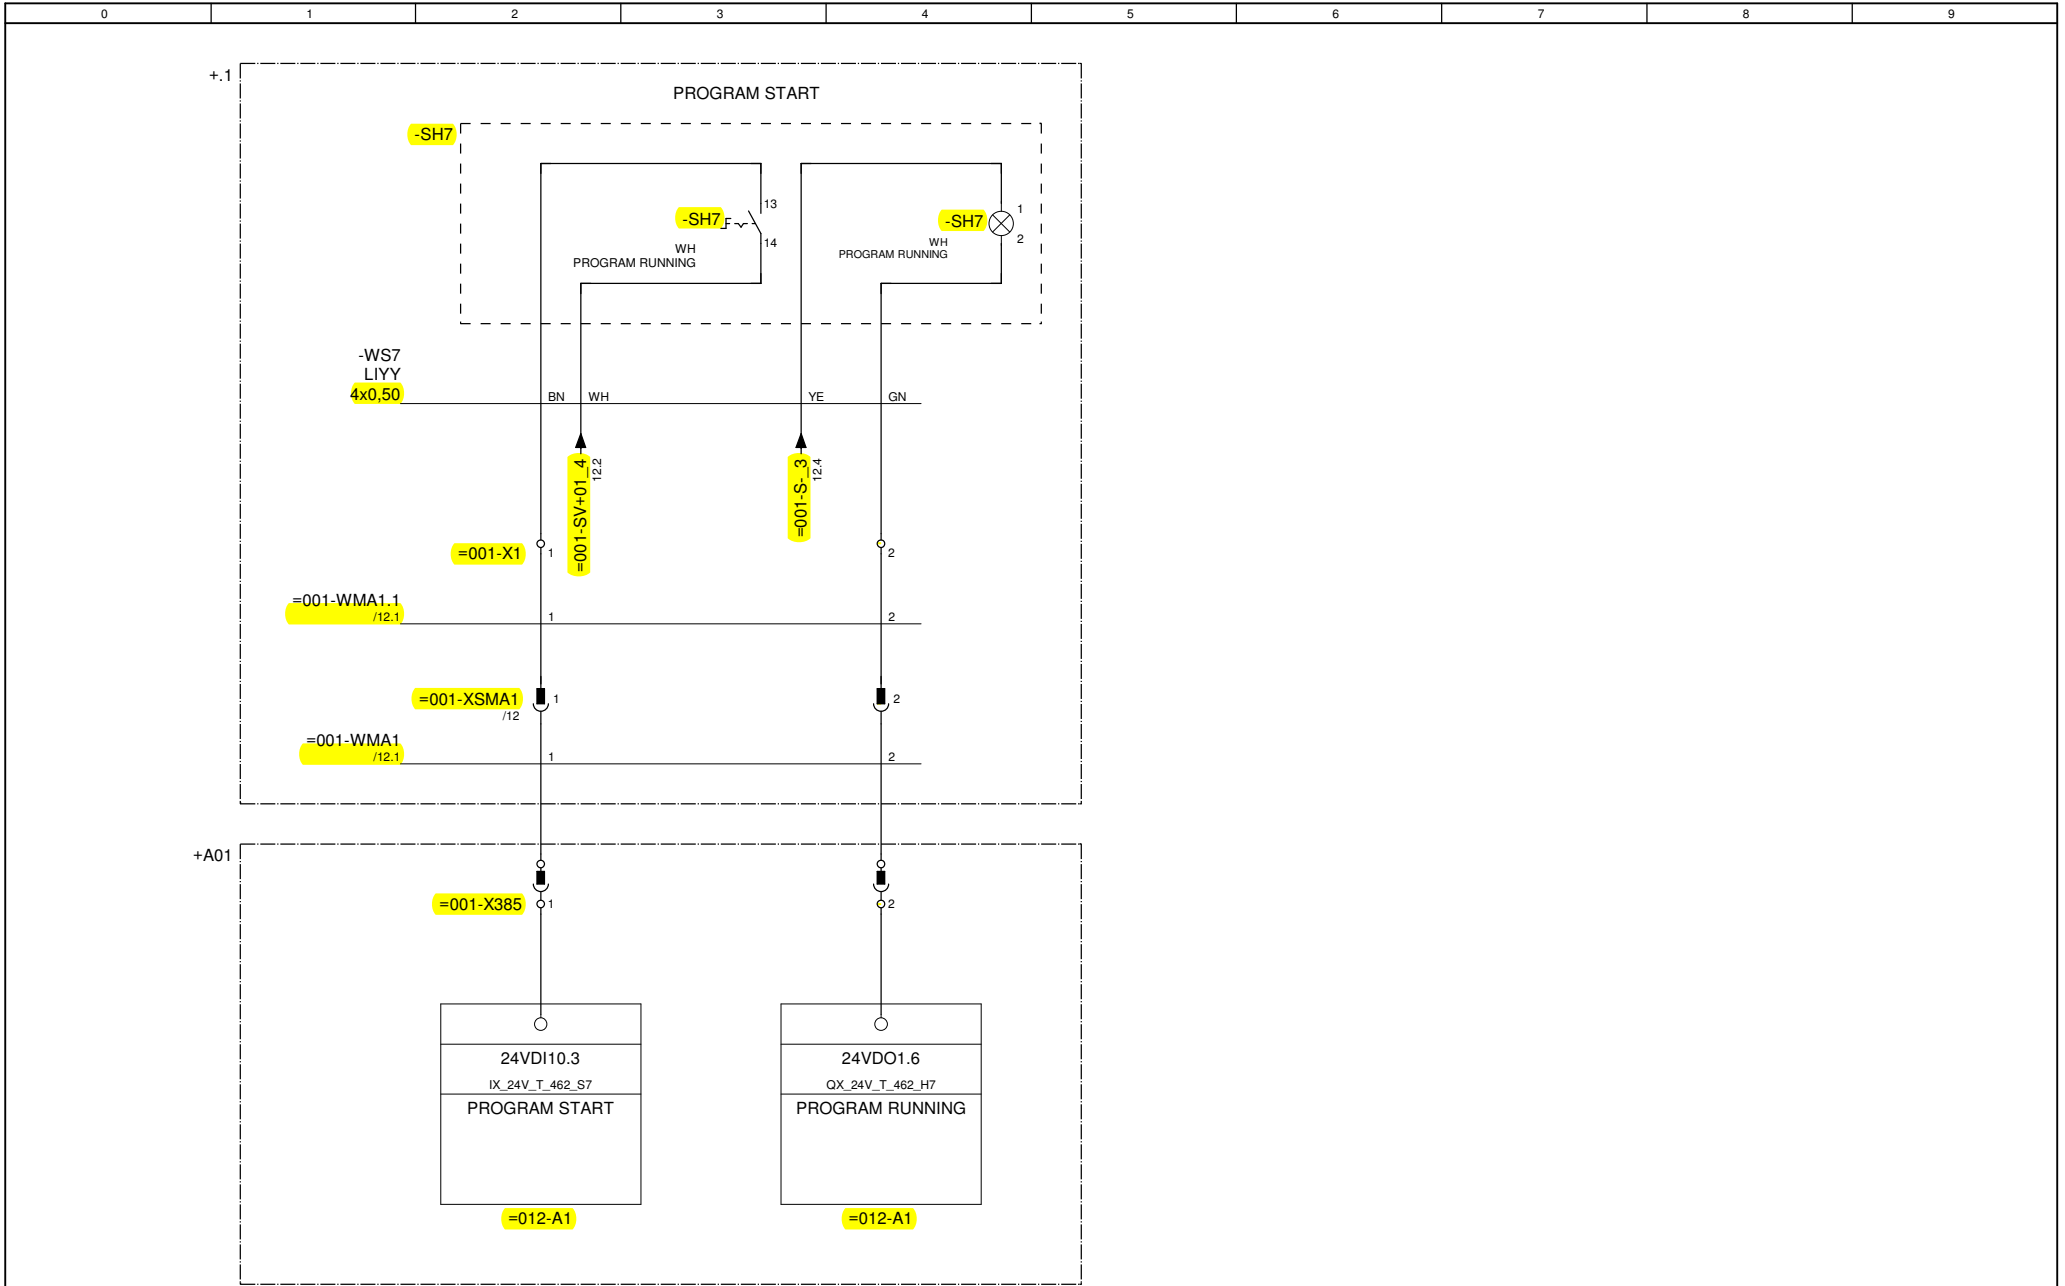 0 1 2 3 4 5 6 7 8 9
+.1
PROGRAM START
-SH7
13
-SH7
14
WH
PROGRAM RUNNING
1
-SH7
2
WH
PROGRAM RUNNING
-WS7
LIYY
4x0,50
BN WH YE GN
=001-SV+01_4
12.2
=001-S-_3
12.4
=001-X1 1 2
=001-WMA1.1
/12.1 1 2
=001-XSMA1 1 2
/12
=001-WMA1
/12.1 1 2
+A01
=001-X385 1 2
24VDI10.3
IX_24V_T_462_S7
PROGRAM START
=012-A1
24VDO1.6
QX_24V_T_462_H7
PROGRAM RUNNING
=012-A1